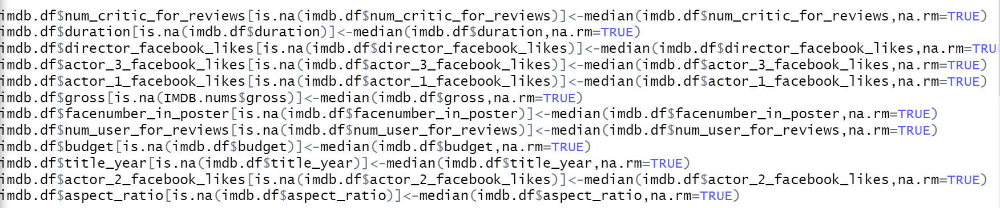 imdb.df$num_critic_for_reviews[is.na(imdb.df$num_critic_for_reviews)]<-median(imdb.df$num_critic_for_reviews,na.rm=TRUE)
imdb.df$duration[is.na(imdb.df$duration)]<-median(imdb.df$duration,na.rm=TRUE)
imdb.df$director_facebook_likes[is.na(imdb.df$director_facebook_likes)]<-median(imdb.df$director_facebook_likes,na.rm=TRU
imdb.df$actor_3_facebook_likes[is.na(imdb.df$actor_3_facebook_likes)]<-median(imdb.df$actor_3_facebook_likes,na.rm=TRUE)
imdb.df$actor_1_facebook_likes[is.na(imdb.df$actor_1_facebook_likes)]<-median(imdb.df$actor_1_facebook_likes,na.rm=TRUE)
imdb.df$gross[is.na(IMDB.nums$gross)]<-median(imdb.df$gross,na.rm=TRUE)
imdb.df$facenumber_in_poster[is.na(imdb.df$facenumber_in_poster)]<-median(imdb.df$facenumber_in_poster,na.rm=TRUE)
imdb.df$num_user_for_reviews[is.na(imdb.df$num_user_for_reviews)]<-median(imdb.df$num_user_for_reviews,na.rm=TRUE)
imdb.df$budget[is.na(imdb.df$budget)]<-median(imdb.df$budget,na.rm=TRUE)
imdb.df$title_year[is.na(imdb.df$title_year)]<-median(imdb.df$title_year,na.rm=TRUE)
imdb.df$actor_2_facebook_likes[is.na(imdb.df$actor_2_facebook_likes)]<-median(imdb.df$actor_2_facebook_likes,na.rm=TRUE)
imdb.df$aspect_ratio[is.na(imdb.df$aspect_ratio)]<-median(imdb.df$aspect_ratio,na.rm=TRUE)